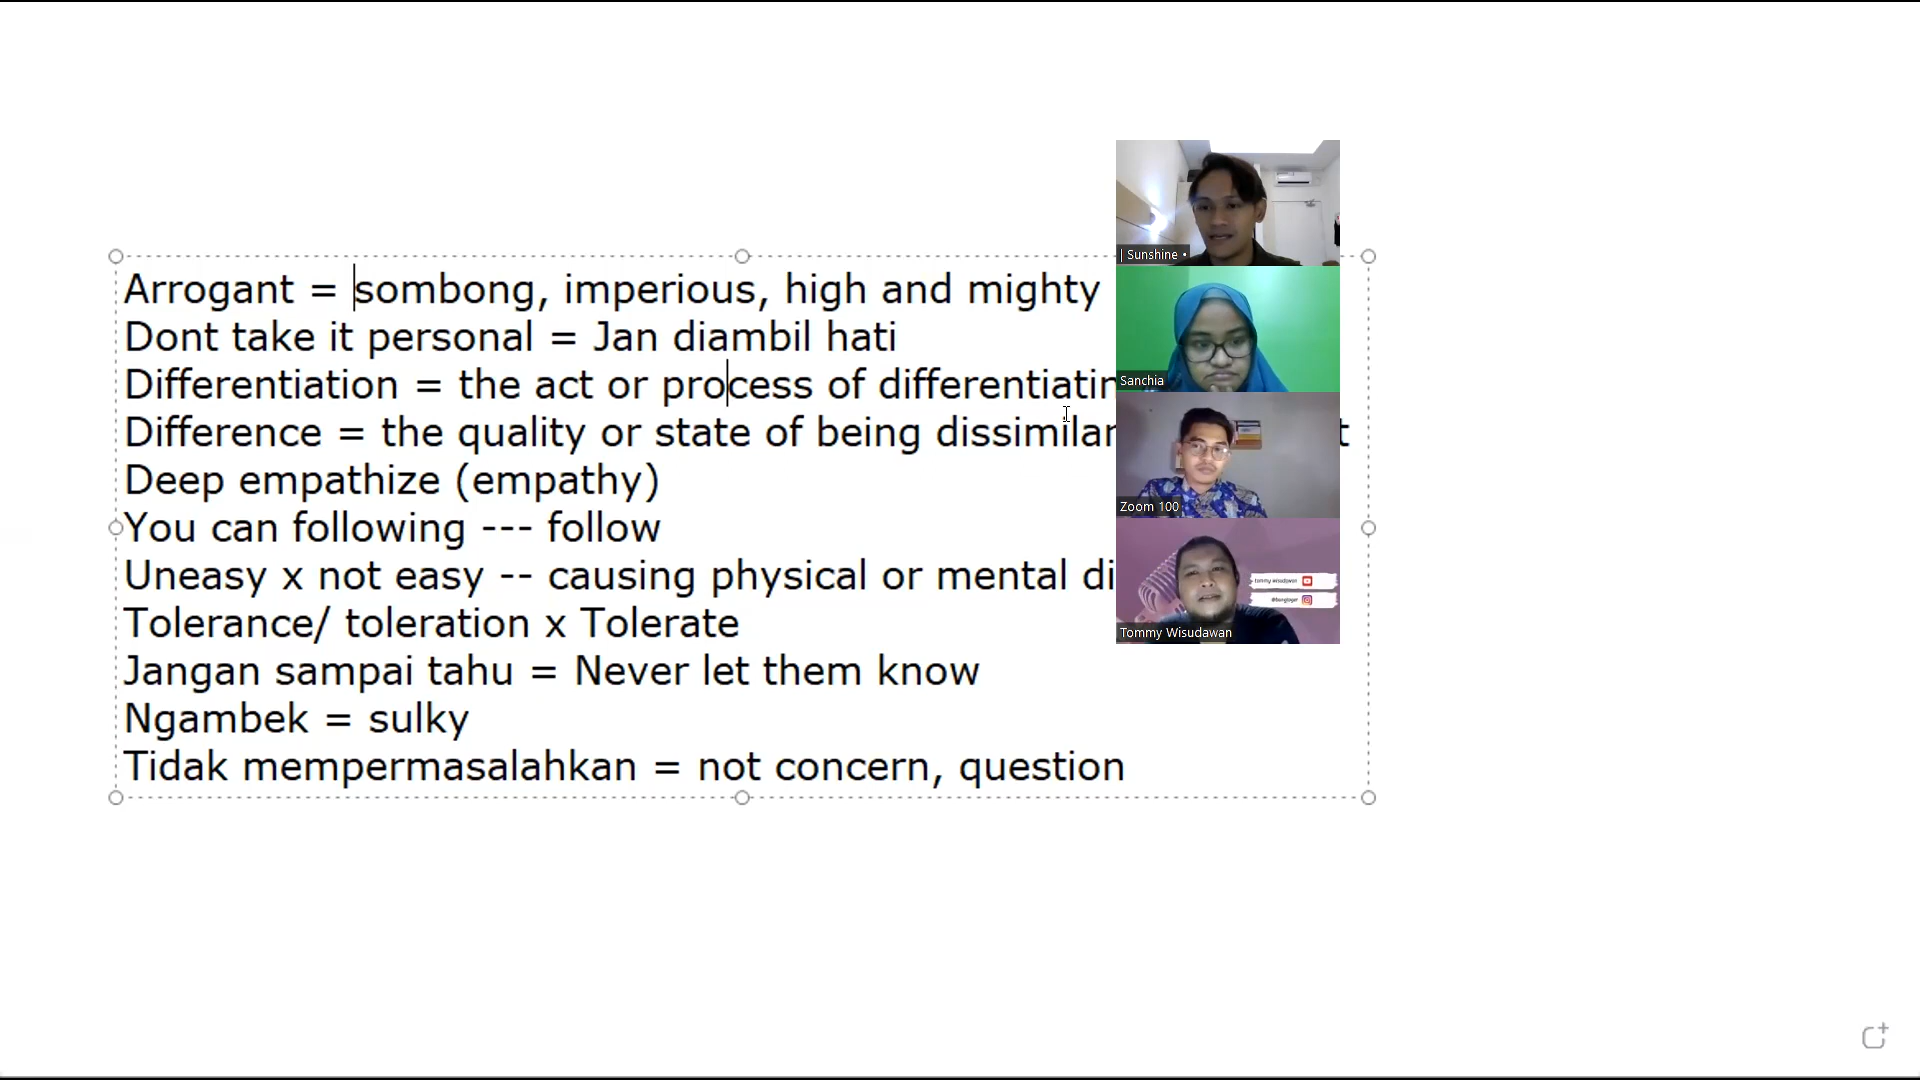 Arrogant = sombong, imperious, high and mighty
Dont take it personal = Jan diambil hati
Differentiation = the act or process of
Difference = the quality or state of being dissimilar
Deep empathize (empathy)
You can following --- follow
Uneasy x not easy -- causing physical or mental
Tolerance/ toleration x Tolerate
Jangan sampai tahu = Never let them know
Ngambek = sulky
Tidak mempermasalahkan = not concern, question
| Sunshine •
Sanchia
Zoom 100
tommy wisudawan
Tommy Wisudawan